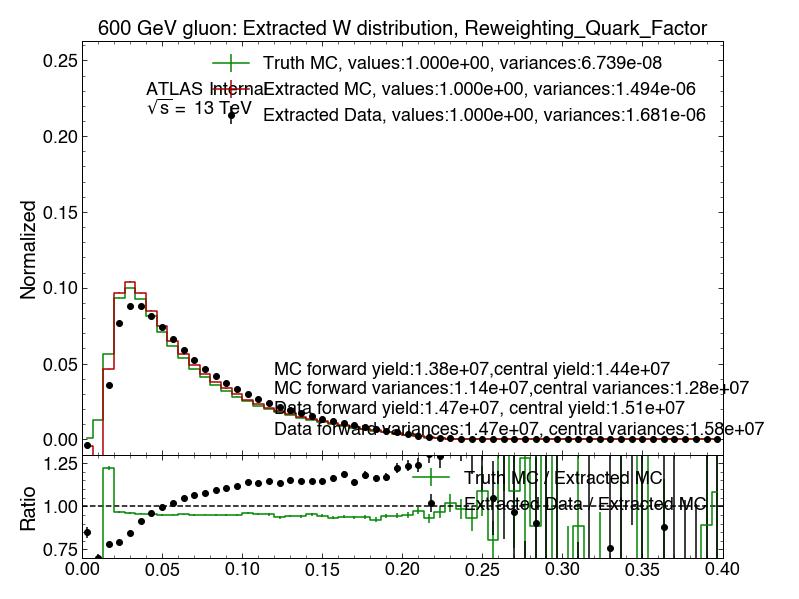 600 GeV gluon: Extracted W distribution, Reweighting_Quark_Factor
Truth MC, values:1.000e+00, variances:6.739e-08
Extracted MC, values:1.000e+00, variances:1.494e-06
Extracted Data, values:1.000e+00, variances:1.681e-06
ATLAS Internal
√s = 13 TeV
Normalized
0.25
0.20
0.15
0.10
0.05
0.00
MC forward yield:1.38e+07,central yield:1.44e+07
MC forward variances:1.14e+07,central variances:1.28e+07
Data forward yield:1.47e+07, central yield:1.51e+07
Data forward variances:1.47e+07, central variances:1.58e+07
Ratio
1.25
1.00
0.75
Truth MC / Extracted MC
Extracted Data / Extracted MC
0.00 0.05 0.10 0.15 0.20 0.25 0.30 0.35 0.40